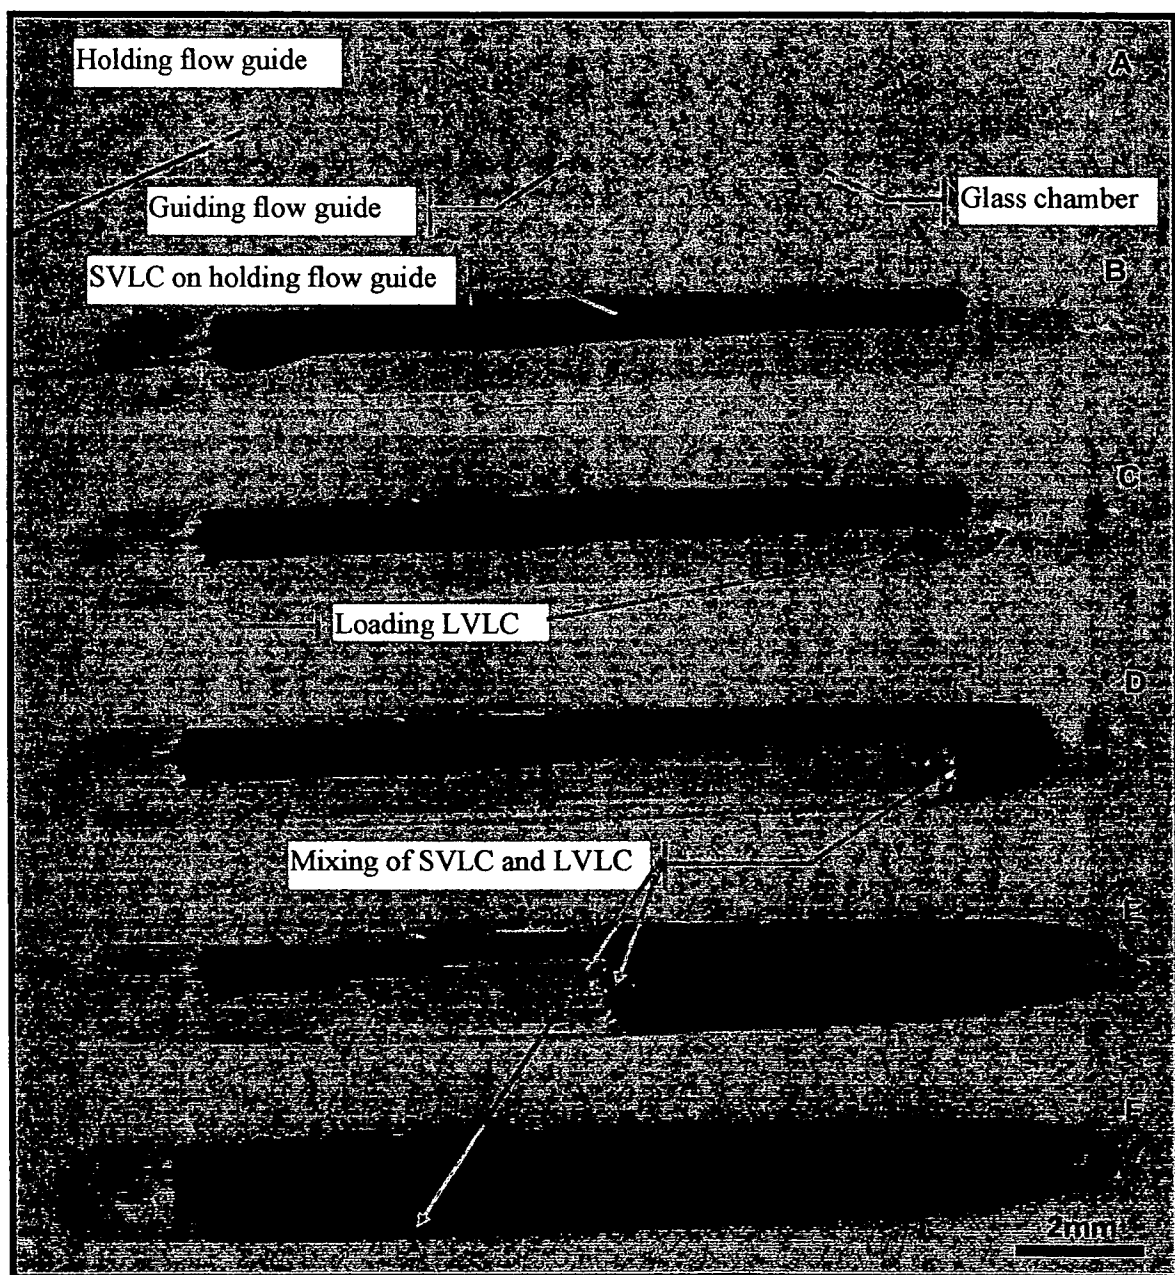 Holding flow guide
A
Guiding flow guide
Glass chamber
SVLC on holding flow guide
B
C
Loading LVLC
D
Mixing of SVLC and LVLC
E
F
2mm